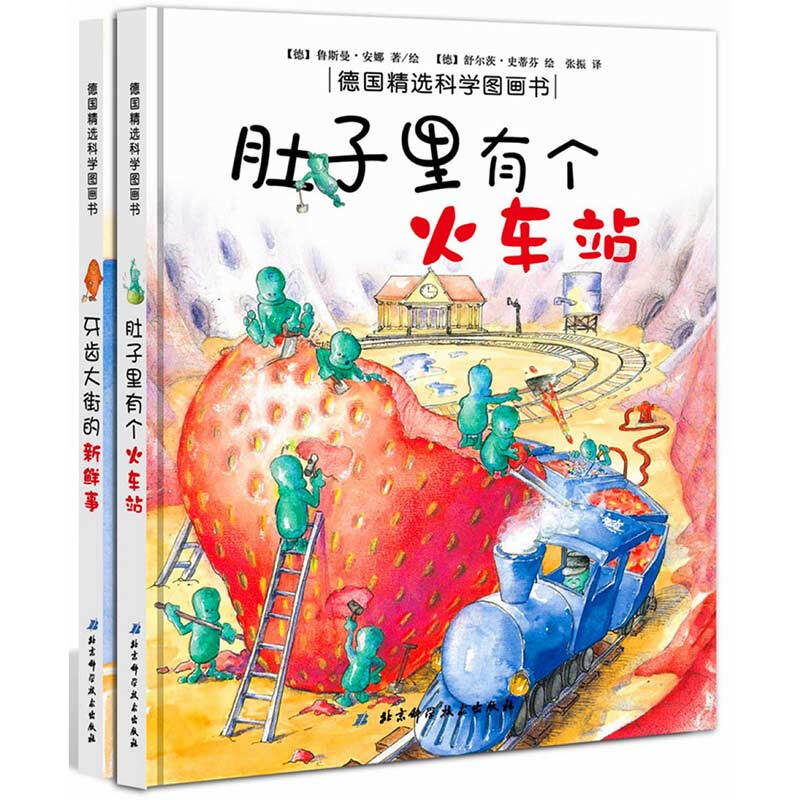 【德】鲁斯曼·安娜 著/绘 【德】舒尔茨·史蒂芬 绘 张振 译
德国精选科学图画书
肚子里有个
火车站
北京科学技术出版社
德国精选科学图画书
肚子里有个火车站
北京科学技术出版社
德国精选科学图画书
牙齿大街的新鲜事
北京科学技术出版社